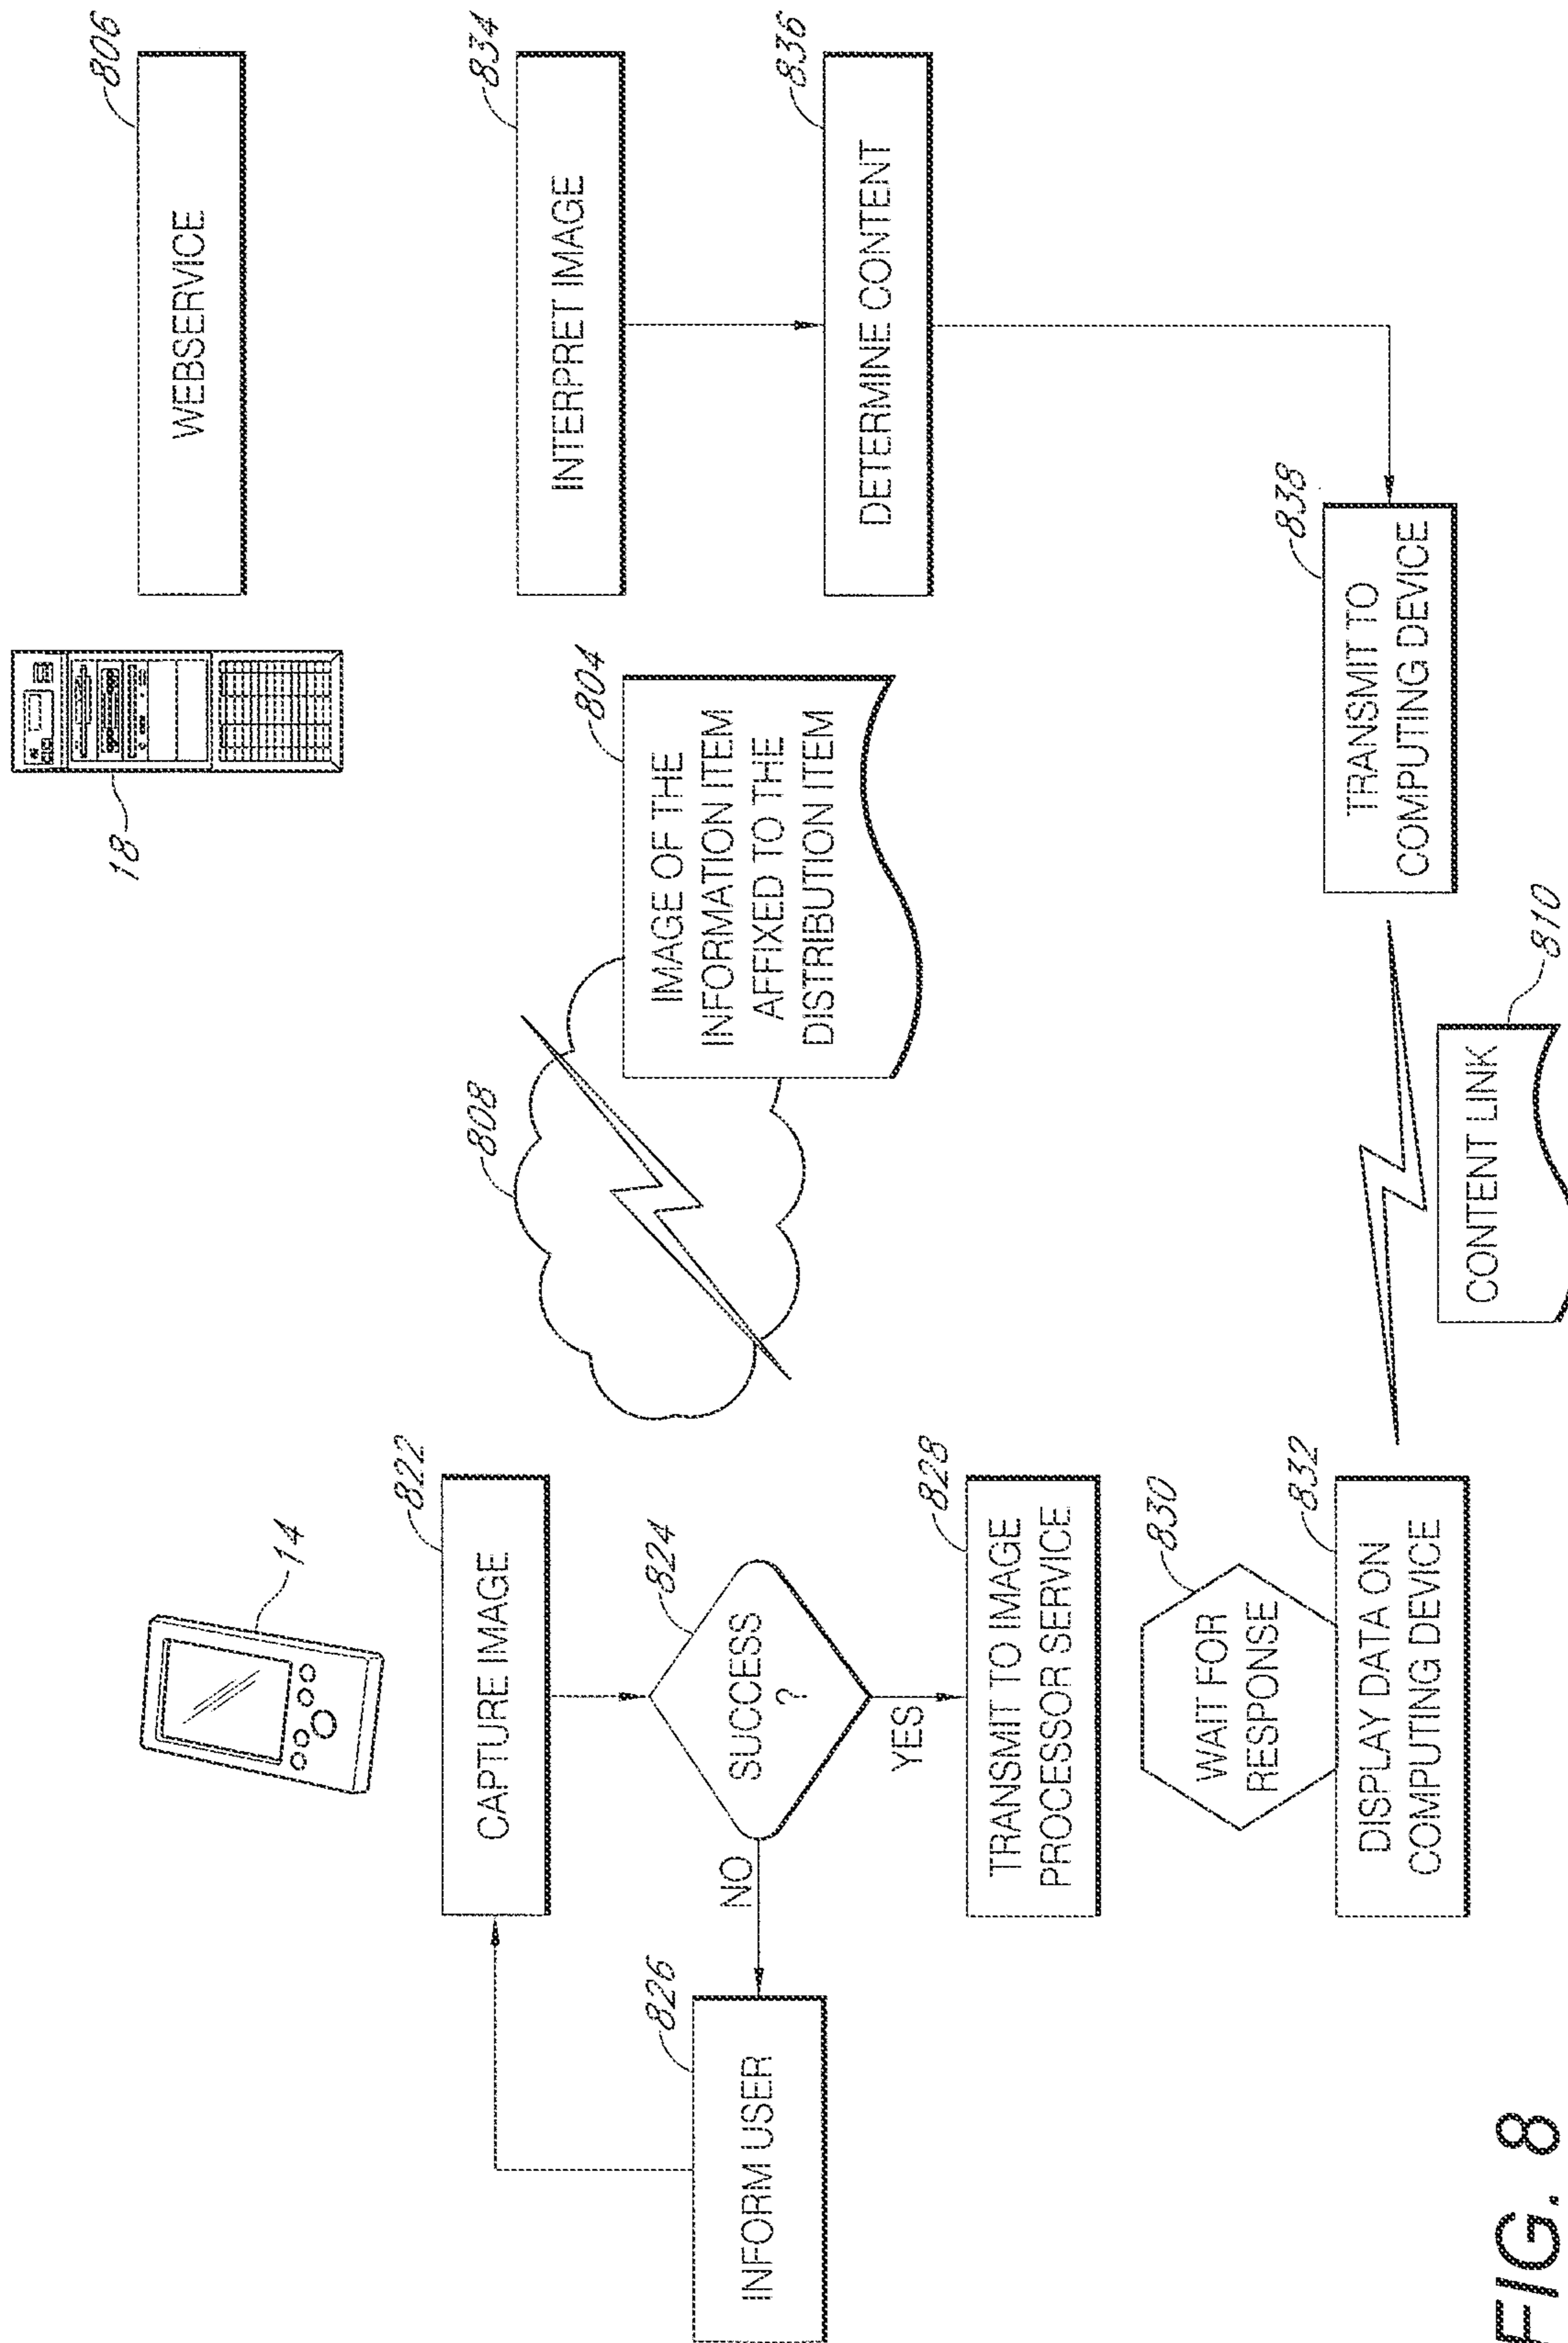 14
18
806
WEBSERVICE
822
CAPTURE IMAGE
808
804
IMAGE OF THE
INFORMATION ITEM
AFFIXED TO THE
DISTRIBUTION ITEM
834
INTERPRET IMAGE
826
INFORM USER
NO
824
SUCCESS
?
YES
836
DETERMINE CONTENT
828
TRANSMIT TO IMAGE
PROCESSOR SERVICE
830
WAIT FOR
RESPONSE
832
DISPLAY DATA ON
COMPUTING DEVICE
838
TRANSMIT TO
COMPUTING DEVICE
810
CONTENT LINK
FIG. 8